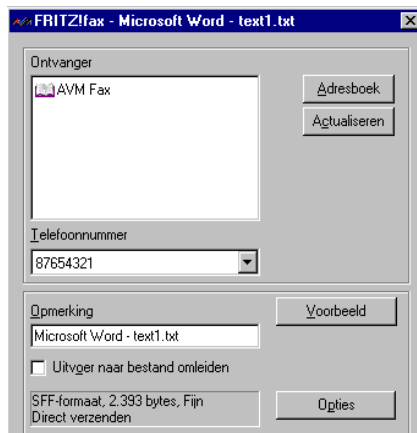 FRITZ!fax - Microsoft Word - text1.txt
Ontvanger
AVM Fax
Adresboek
Actualiseren
Telefoonnummer
87654321
Opmerking
Voorbeeld
Microsoft Word - text1.txt
Uitvoer naar bestand omleiden
SFF-formaat, 2.393 bytes, Fijn
Direct verzenden
Opties